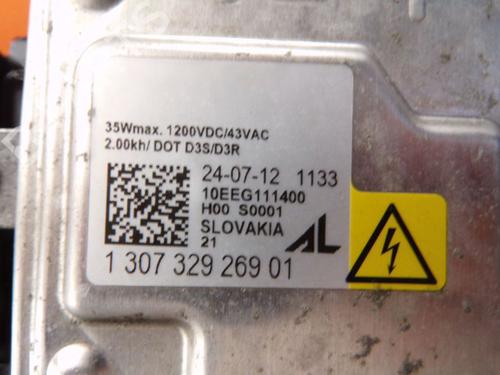 35Wmax. 1200VDC/43VAC
2.00kh/ DOT D3S/D3R
24-07-12 1133
10EEG111400
H00 S0001
SLOVAKIA
21
AL
1 307 329 269 01